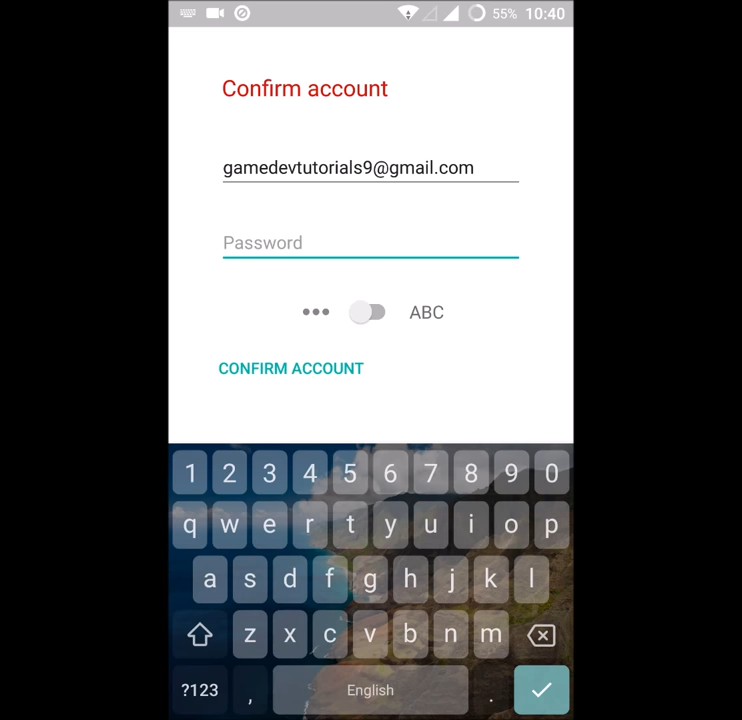 55% 10:40
Confirm account
gamedevtutorials9@gmail.com
Password
ABC
CONFIRM ACCOUNT
1 2 3 4 5 6 7 8 9 0
q w e r t y u i o p
a s d f g h j k l
z x c v b n m
?123 , English .